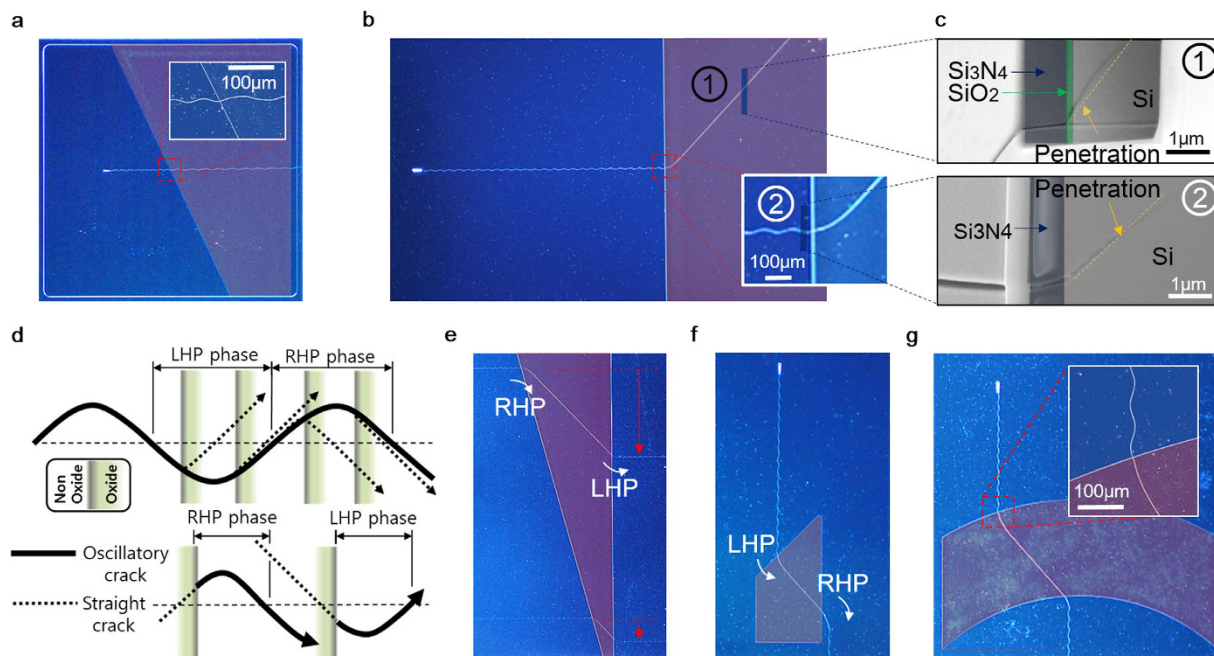 a
100μm
b
①
②
100μm
c
Si3N4
SiO2
①
Si
Penetration
1μm
Penetration
②
Si3N4
Si
1μm
d
LHP phase
RHP phase
Non
Oxide
Oxide
RHP phase
LHP phase
Oscillatory
crack
Straight
crack
e
RHP
LHP
f
LHP
RHP
g
100μm